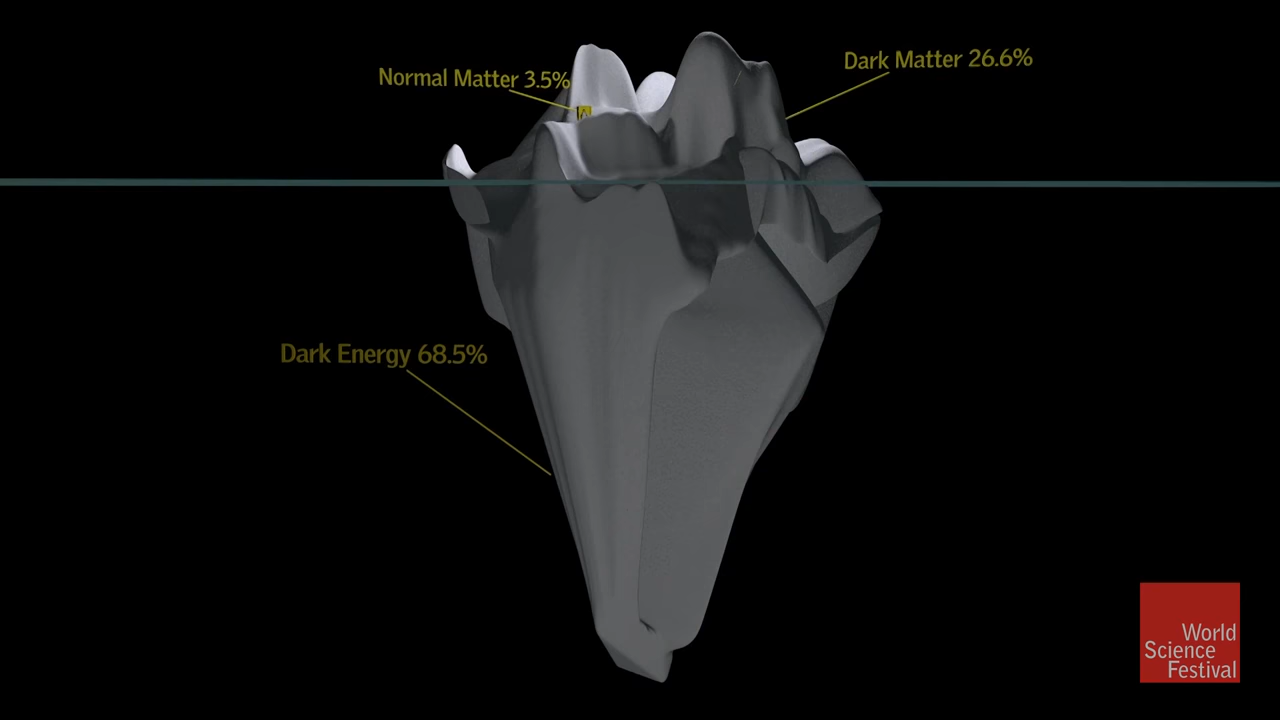 Normal Matter 3.5%
Dark Matter 26.6%
Dark Energy 68.5%
World
Science
Festival